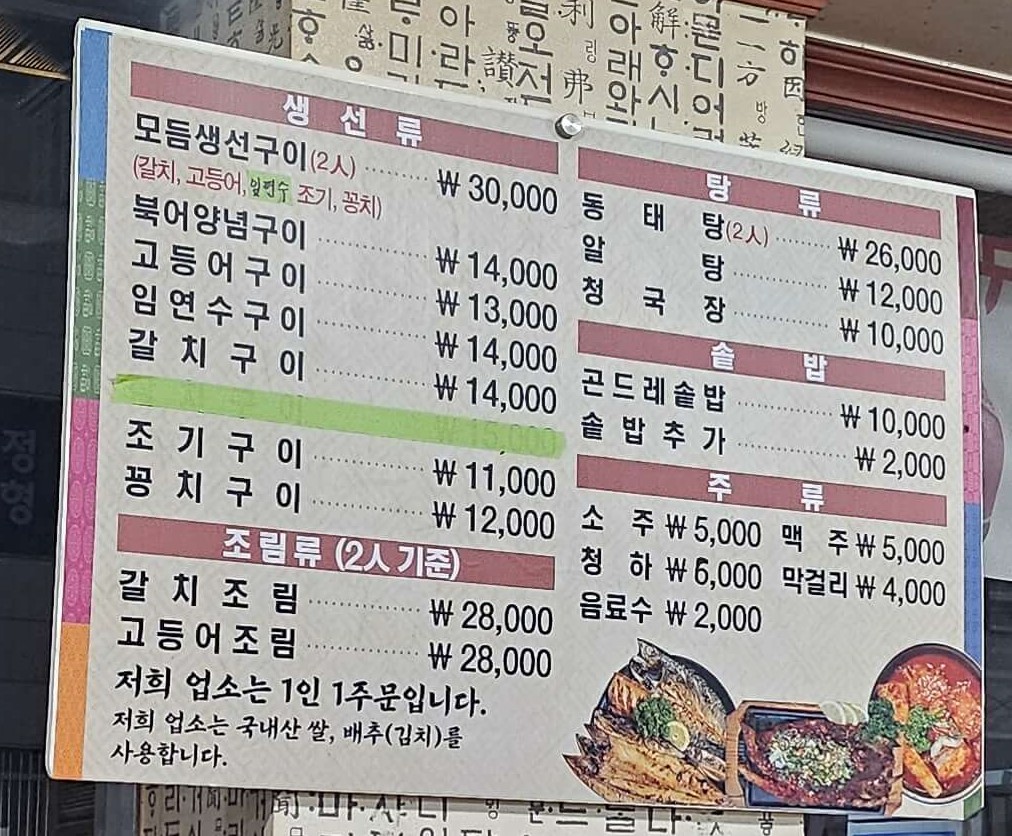 생선류
모듬생선구이(2人) ₩30,000
(갈치, 고등어, 임연수 조기, 꽁치)
북어양념구이 ₩14,000
고등어구이 ₩13,000
임연수구이 ₩14,000
갈치구이 ₩14,000
치구이 ₩15,000
조기구이 ₩11,000
꽁치구이 ₩12,000
조림류 (2人 기준)
갈치조림 ₩28,000
고등어조림 ₩28,000
저희 업소는 1인 1주문입니다.
저희 업소는 국내산 쌀, 배추(김치)를
사용합니다.
탕류
동태탕(2人) ₩26,000
알탕 ₩12,000
청국장 ₩10,000
솥밥
곤드레솥밥 ₩10,000
솥밥추가 ₩2,000
주류
소주 ₩5,000 맥주 ₩5,000
청하 ₩6,000 막걸리 ₩4,000
음료수 ₩2,000
정형